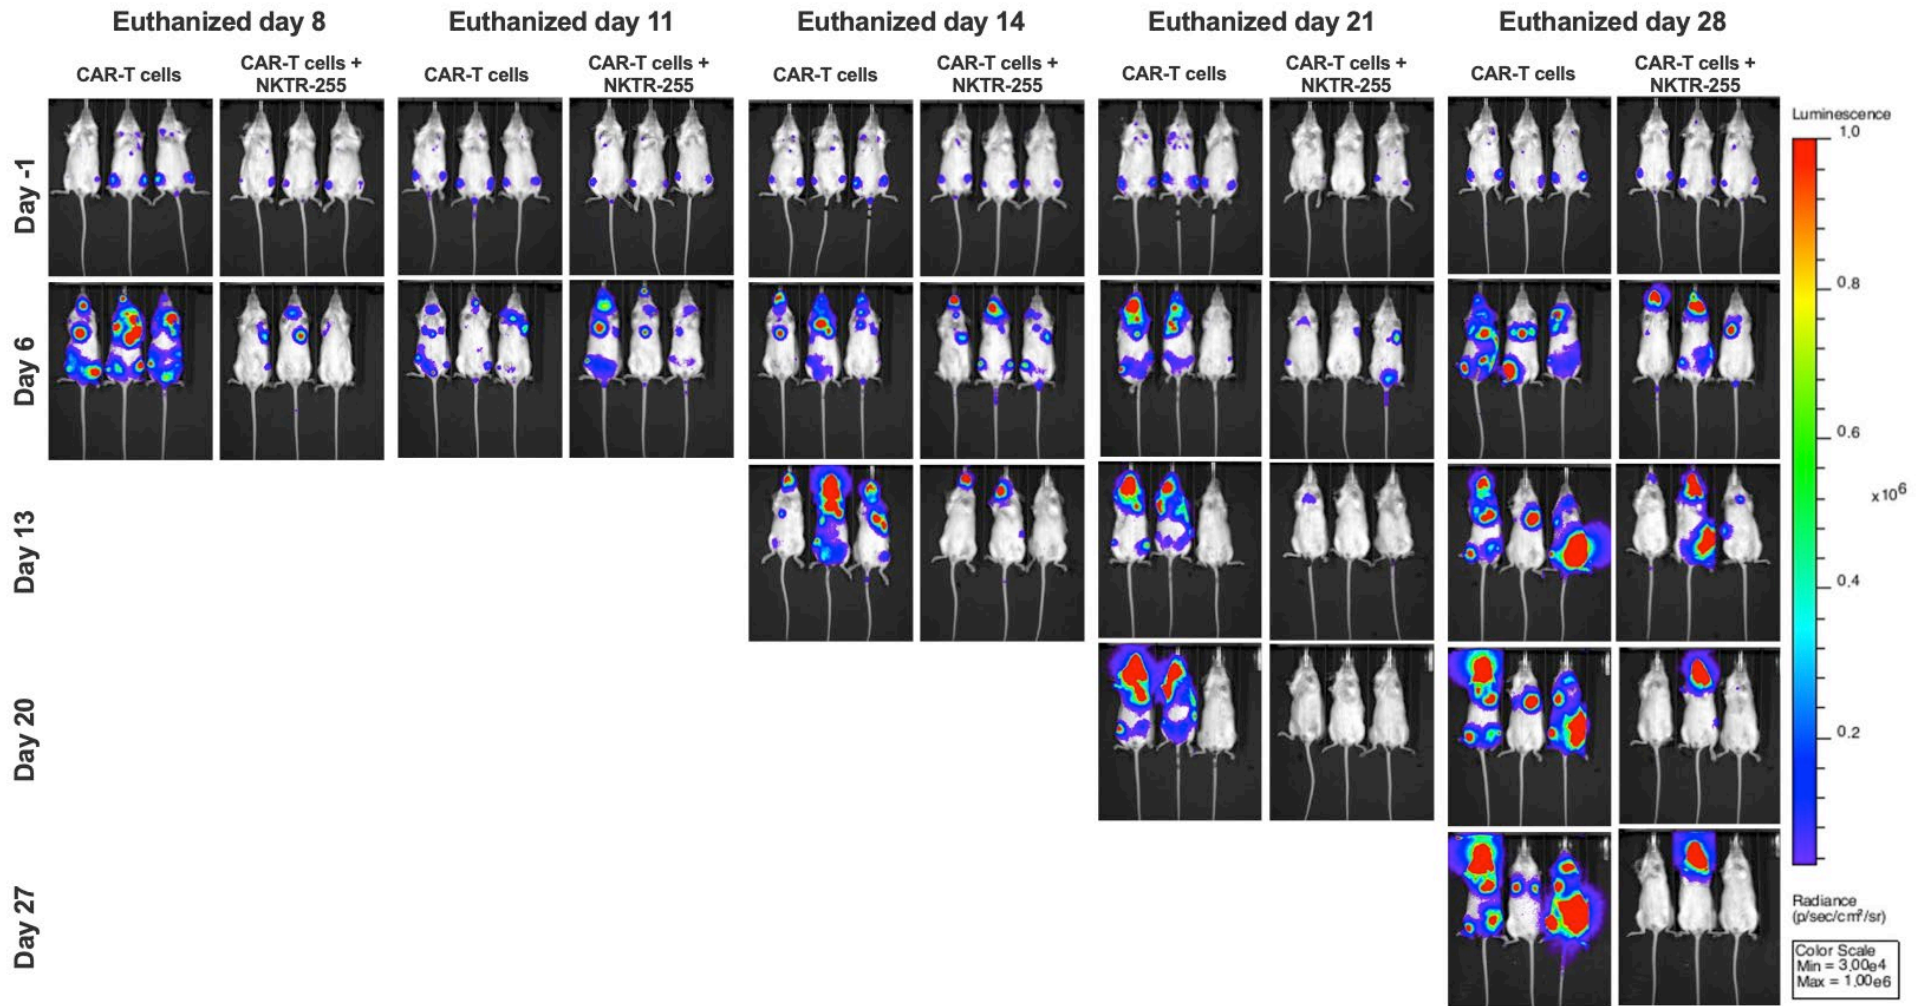 Euthanized day 8
Euthanized day 11
Euthanized day 14
Euthanized day 21
Euthanized day 28
CAR-T cells
CAR-T cells +
NKTR-255
CAR-T cells
CAR-T cells +
NKTR-255
CAR-T cells
CAR-T cells +
NKTR-255
CAR-T cells
CAR-T cells +
NKTR-255
CAR-T cells
CAR-T cells +
NKTR-255
Day -1
Day 6
Day 13
Day 20
Day 27
Luminescence
1.0
0.8
0.6
x10⁶
0.4
0.2
Radiance
(p/sec/cm²/sr)
Color Scale
Min = 3.00e4
Max = 1.00e6